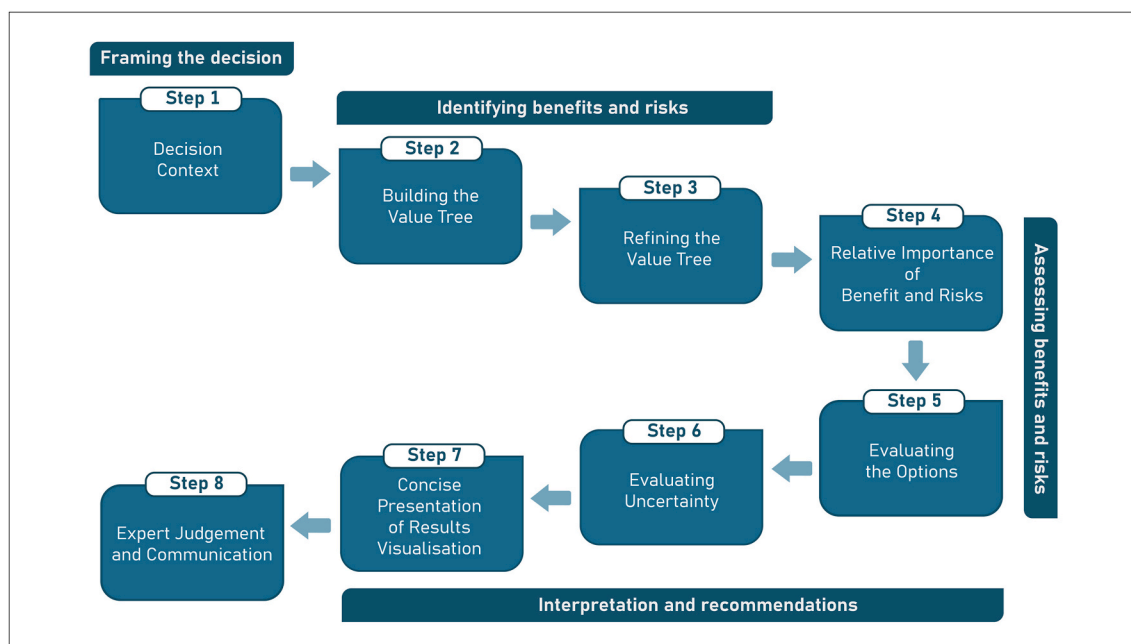 Framing the decision
Step 1
Decision
Context
Identifying benefits and risks
Step 2
Building the
Value Tree
Step 3
Refining the
Value Tree
Step 4
Relative Importance
of
Benefit and Risks
Assessing benefits and risks
Step 5
Evaluating
the Options
Step 6
Evaluating
Uncertainty
Step 7
Concise
Presentation
of Results
Visualisation
Step 8
Expert Judgement
and Communication
Interpretation and recommendations